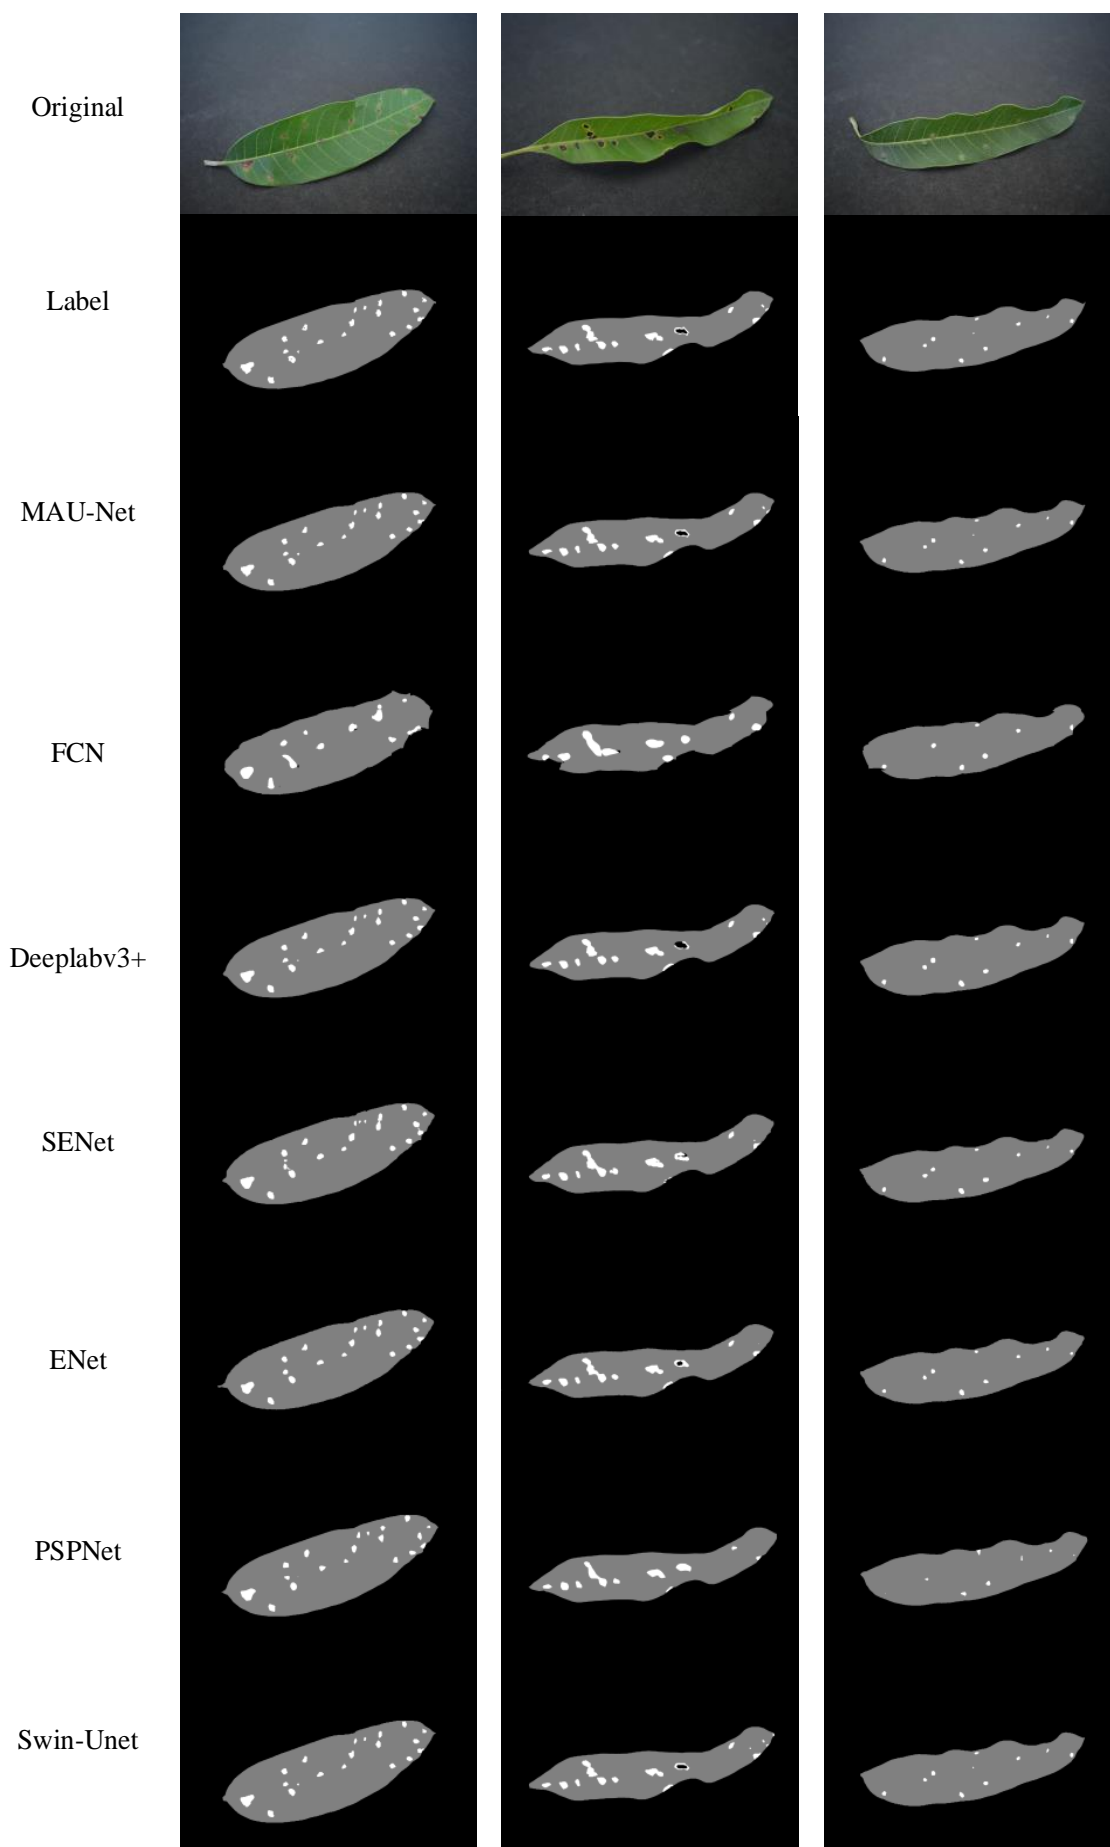 Original
Label
MAU-Net
FCN
Deeplabv3+
SENet
ENet
PSPNet
Swin-Unet